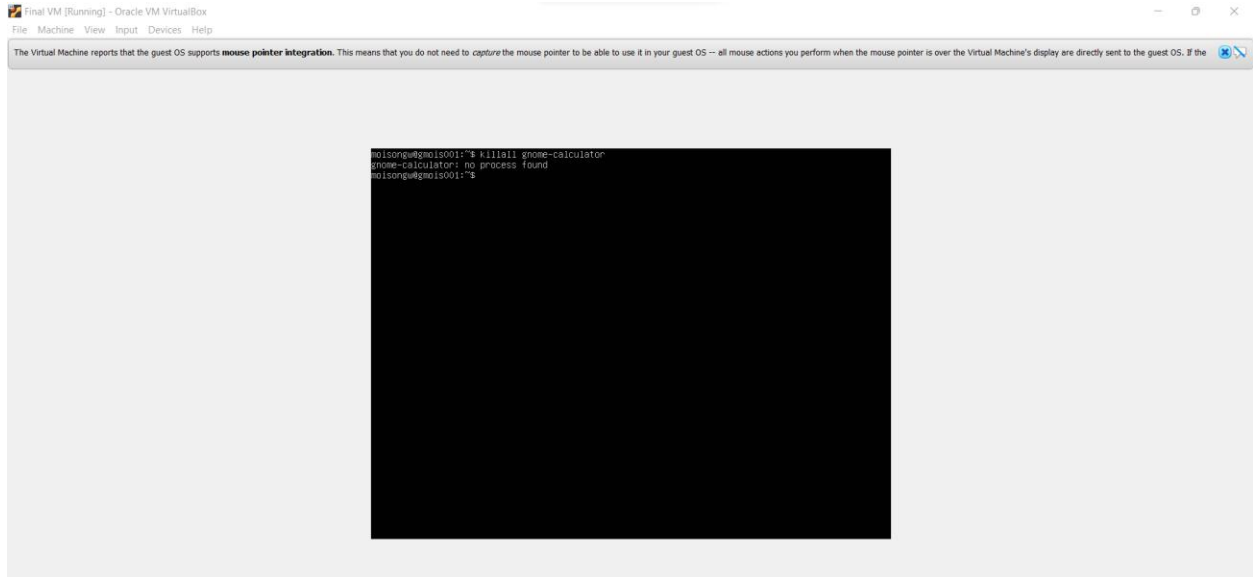 Final VM [Running] - Oracle VM VirtualBox
File Machine View Input Devices Help
The Virtual Machine reports that the guest OS supports mouse pointer integration. This means that you do not need to capture the mouse pointer to be able to use it in your guest OS -- all mouse actions you perform when the mouse pointer is over the Virtual Machine's display are directly sent to the guest OS. If the
moisongw@gmois001:~$ killall gnome-calculator
gnome-calculator: no process found
moisongw@gmois001:~$